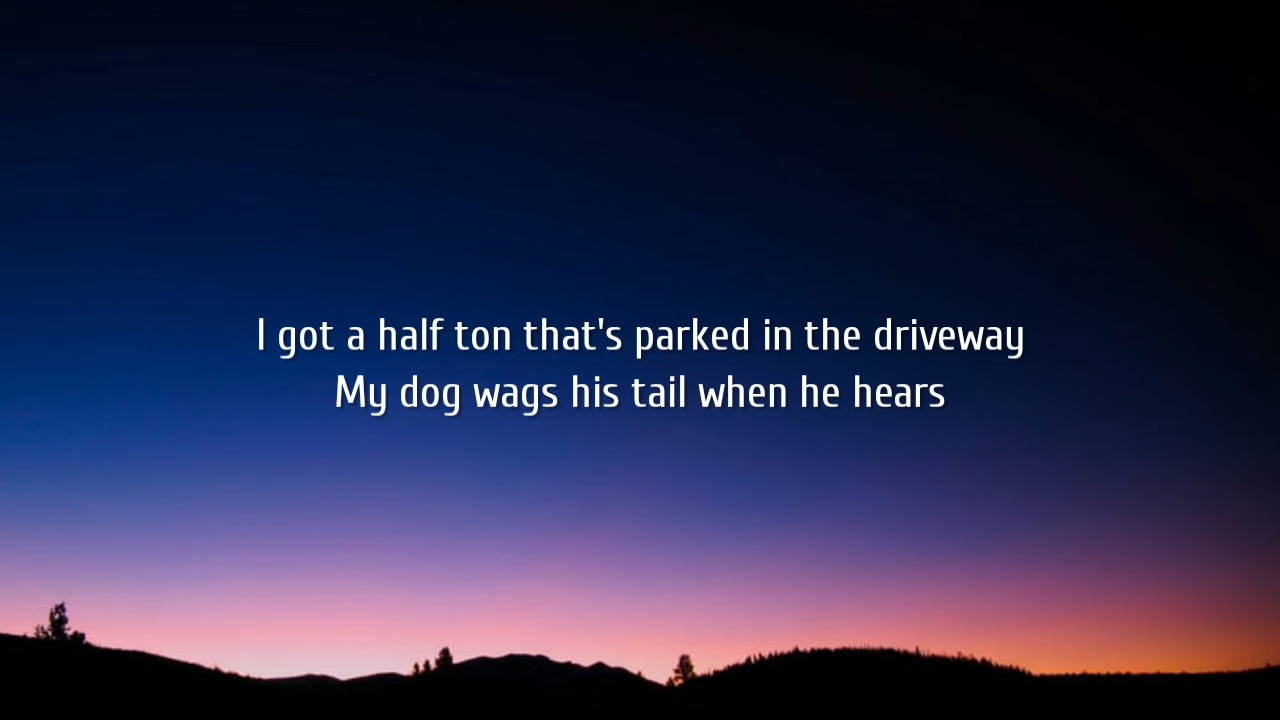 I got a half ton that's parked in the driveway
My dog wags his tail when he hears